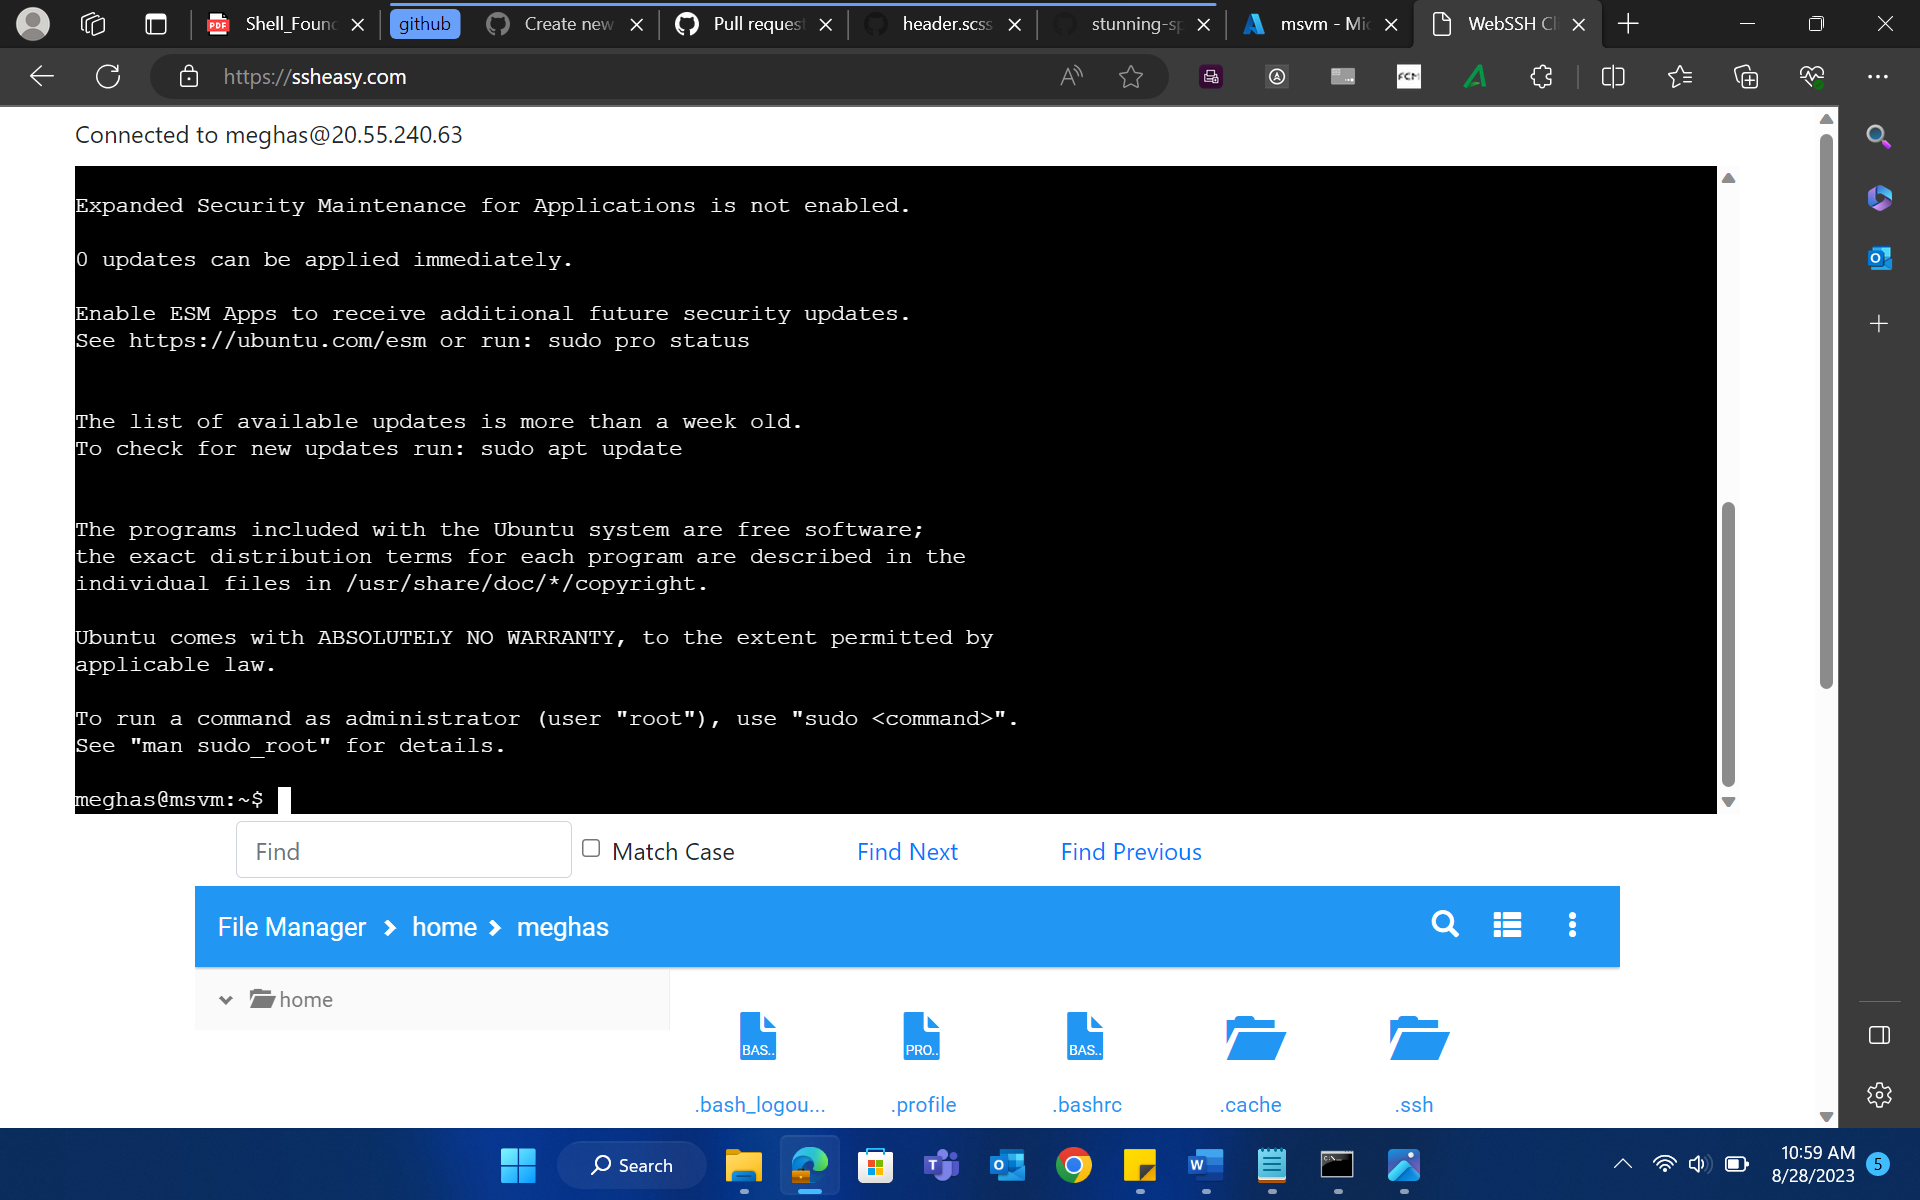 Shell_Foun
github
Create new
Pull reques
header.scss
stunning-sp
msvm - Mi
WebSSH Cl
https://ssheasy.com
Connected to meghas@20.55.240.63
Expanded Security Maintenance for Applications is not enabled.
0 updates can be applied immediately.
Enable ESM Apps to receive additional future security updates.
See https://ubuntu.com/esm or run: sudo pro status
The list of available updates is more than a week old.
To check for new updates run: sudo apt update
The programs included with the Ubuntu system are free software;
the exact distribution terms for each program are described in the
individual files in /usr/share/doc/*/copyright.
Ubuntu comes with ABSOLUTELY NO WARRANTY, to the extent permitted by
applicable law.
To run a command as administrator (user "root"), use "sudo <command>".
See "man sudo_root" for details.
meghas@msvm:~$
Find
Match Case
Find Next
Find Previous
File Manager
home
meghas
home
BAS..
PRO..
BAS..
.bash_logou...
.profile
.bashrc
.cache
.ssh
Search
10:59 AM
8/28/2023
5